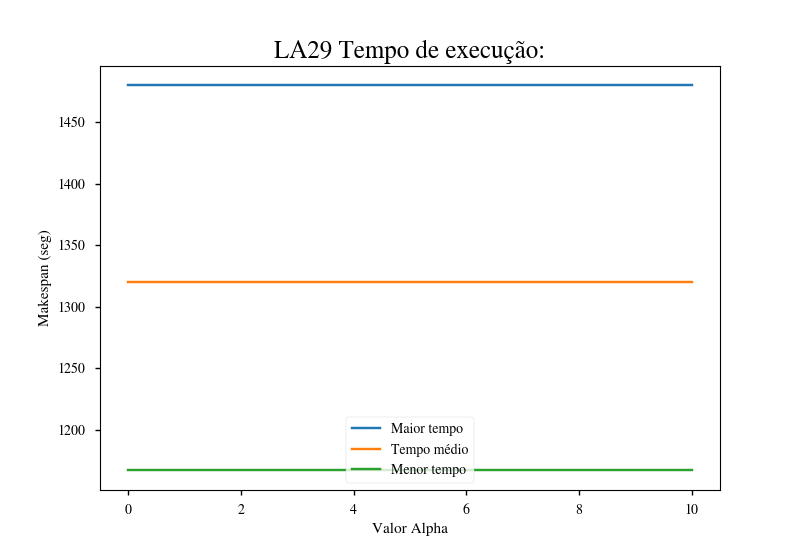 LA29 Tempo de execução:
Makespan (seg)
1450
1400
1350
1300
1250
1200
Maior tempo
Tempo médio
Menor tempo
0 2 4 6 8 10
Valor Alpha